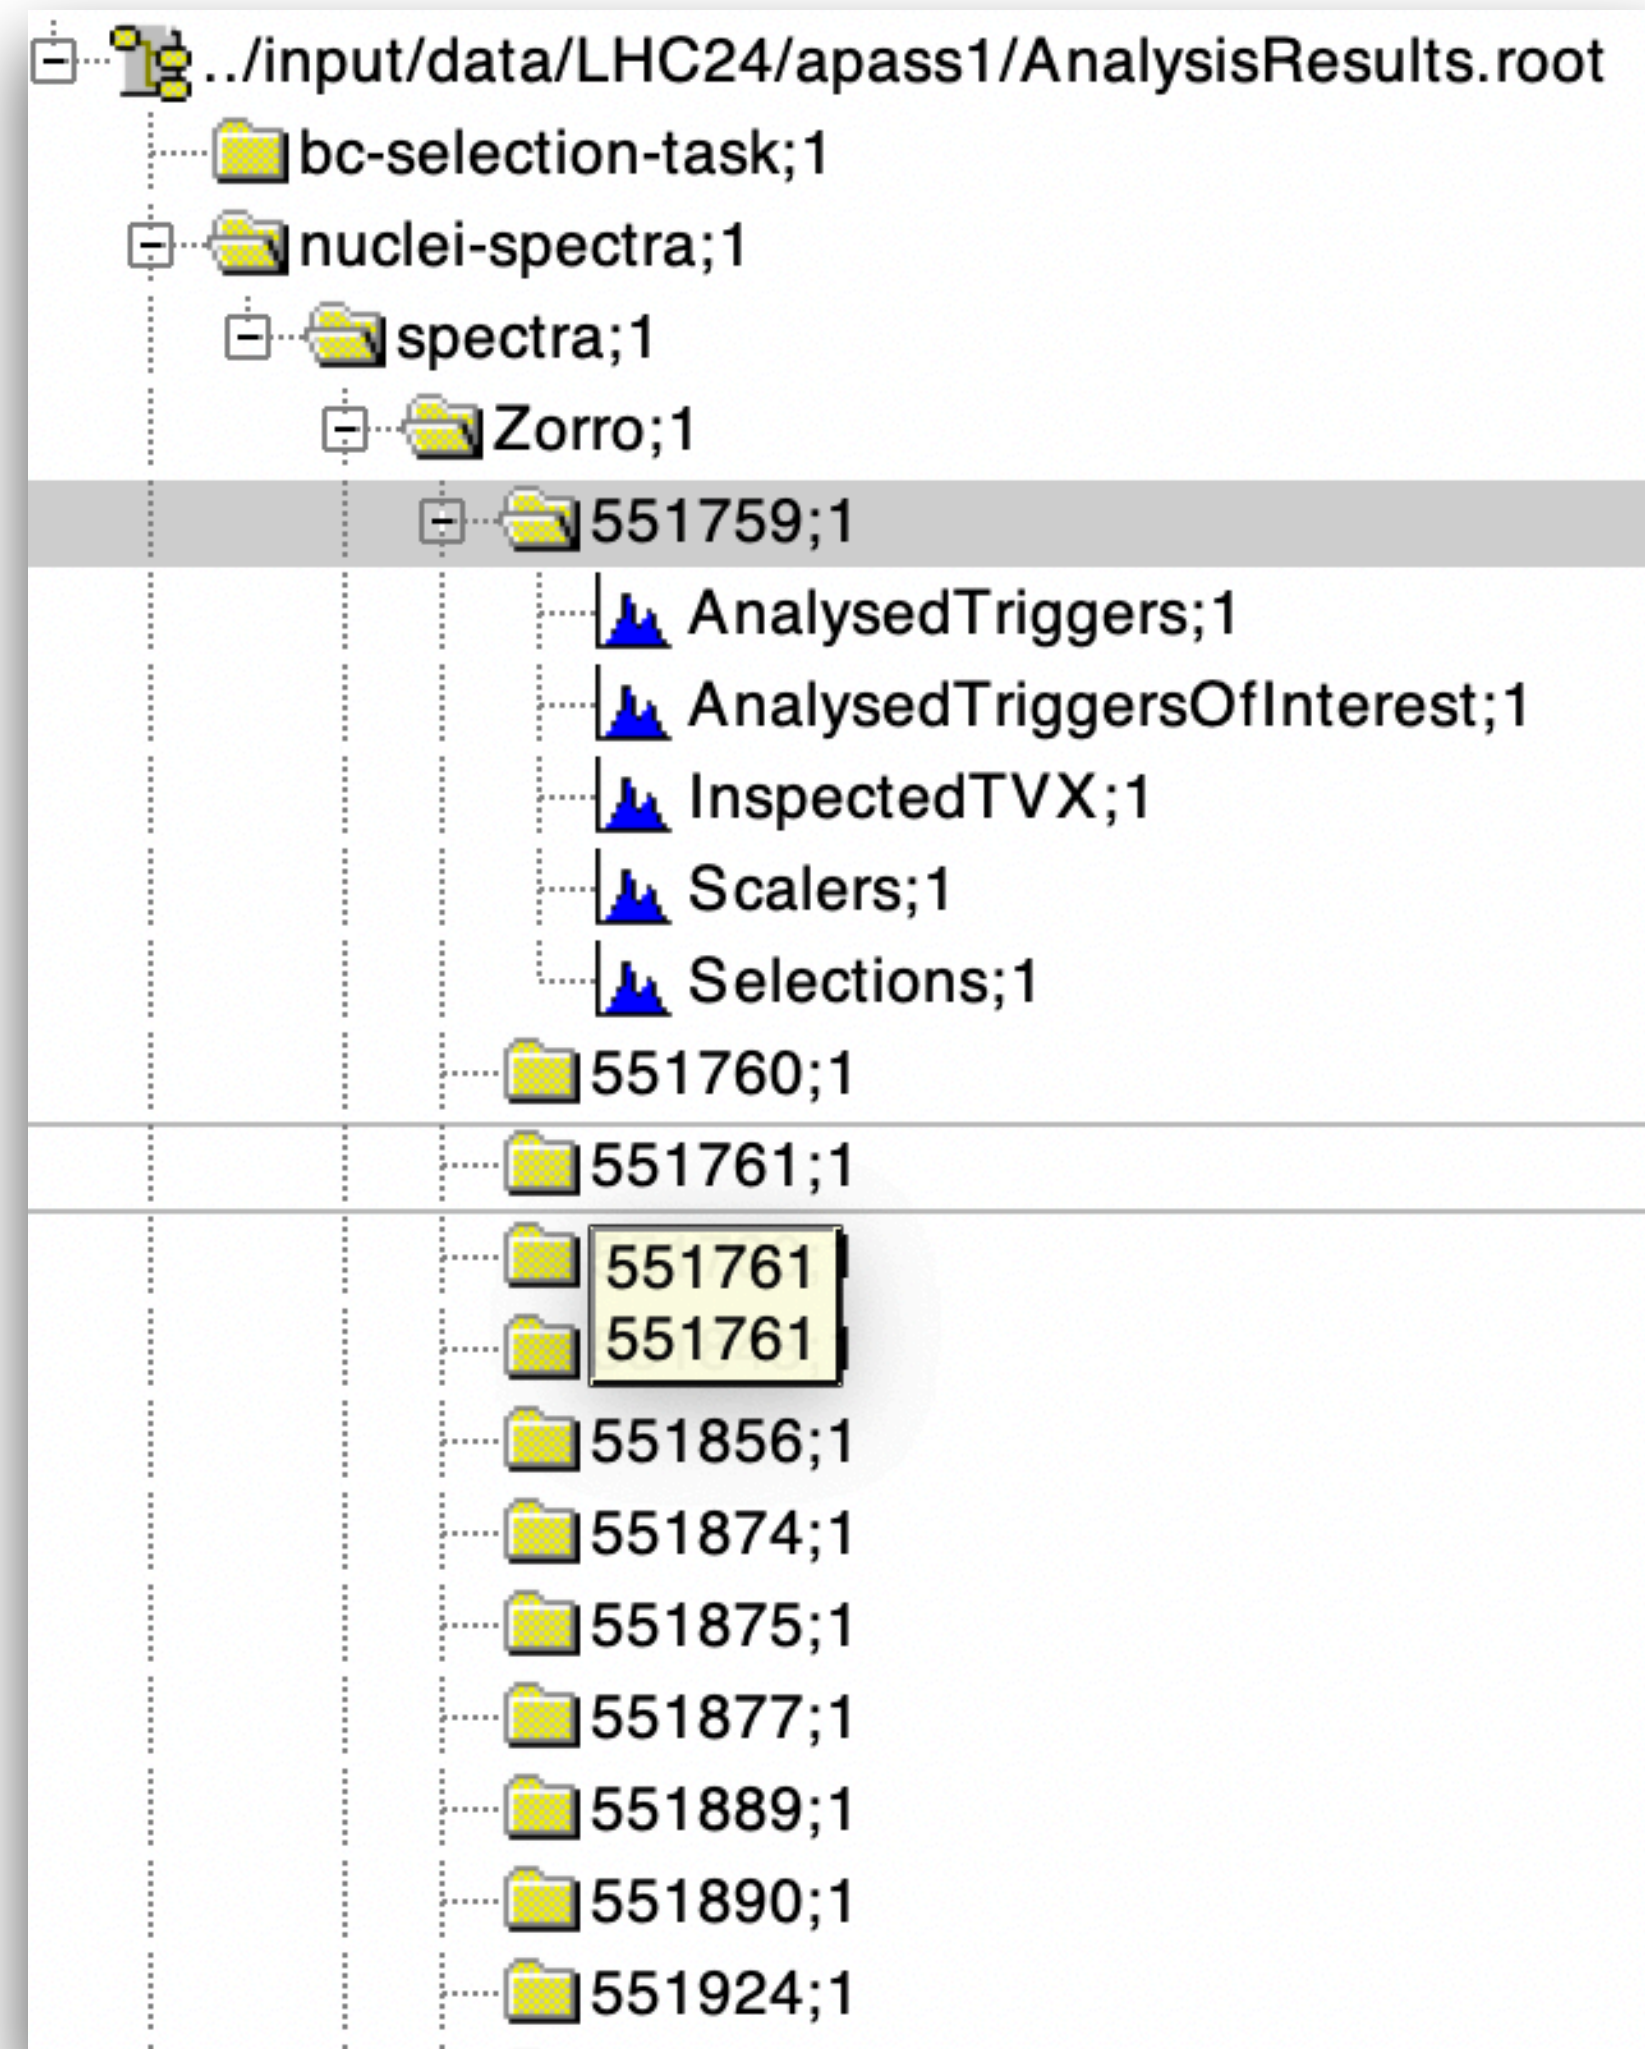 ../input/data/LHC24/apass1/AnalysisResults.root
bc-selection-task;1
nuclei-spectra;1
spectra;1
Zorro;1
551759;1
AnalysedTriggers;1
AnalysedTriggersOfInterest;1
InspectedTVX;1
Scalers;1
Selections;1
551760;1
551761;1
551761
551761
551856;1
551874;1
551875;1
551877;1
551889;1
551890;1
551924;1